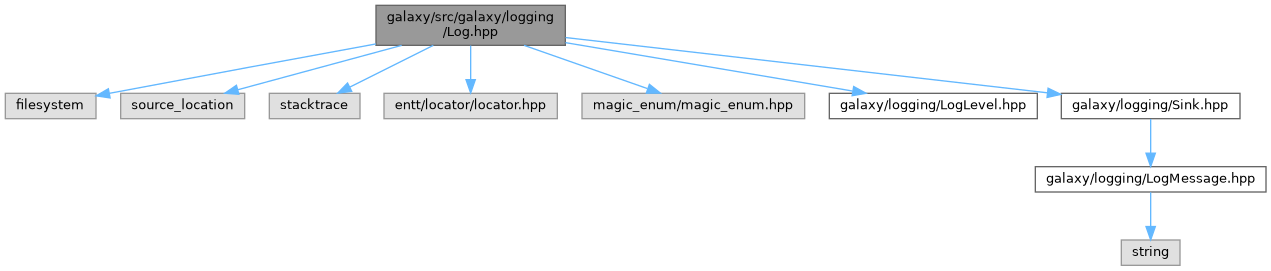 galaxy/src/galaxy/logging
/Log.hpp
filesystem
source_location
stacktrace
entt/locator/locator.hpp
magic_enum/magic_enum.hpp
galaxy/logging/LogLevel.hpp
galaxy/logging/Sink.hpp
galaxy/logging/LogMessage.hpp
string